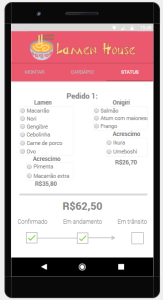 Lamen House
MONTAR
CARDÁPIO
STATUS
Pedido 1:
Lamen
Macarrão
Nori
Gengibre
Cebolinha
Carne de porco
Ovo
Acrescimo
Pimenta
Macarrão extra
R$35,80
Onigiri
Salmão
Atum com maionese
Frango
Acrescimo
Ikura
Umeboshi
R$26,70
R$62,50
Confirmado
Em andamento
Em trânsito